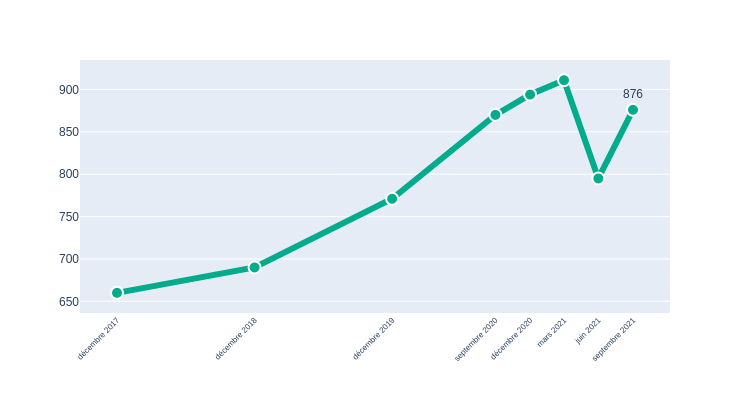 900
850
800
750
700
650
876
décembre 2017
décembre 2018
décembre 2019
septembre 2020
décembre 2020
mars 2021
juin 2021
septembre 2021